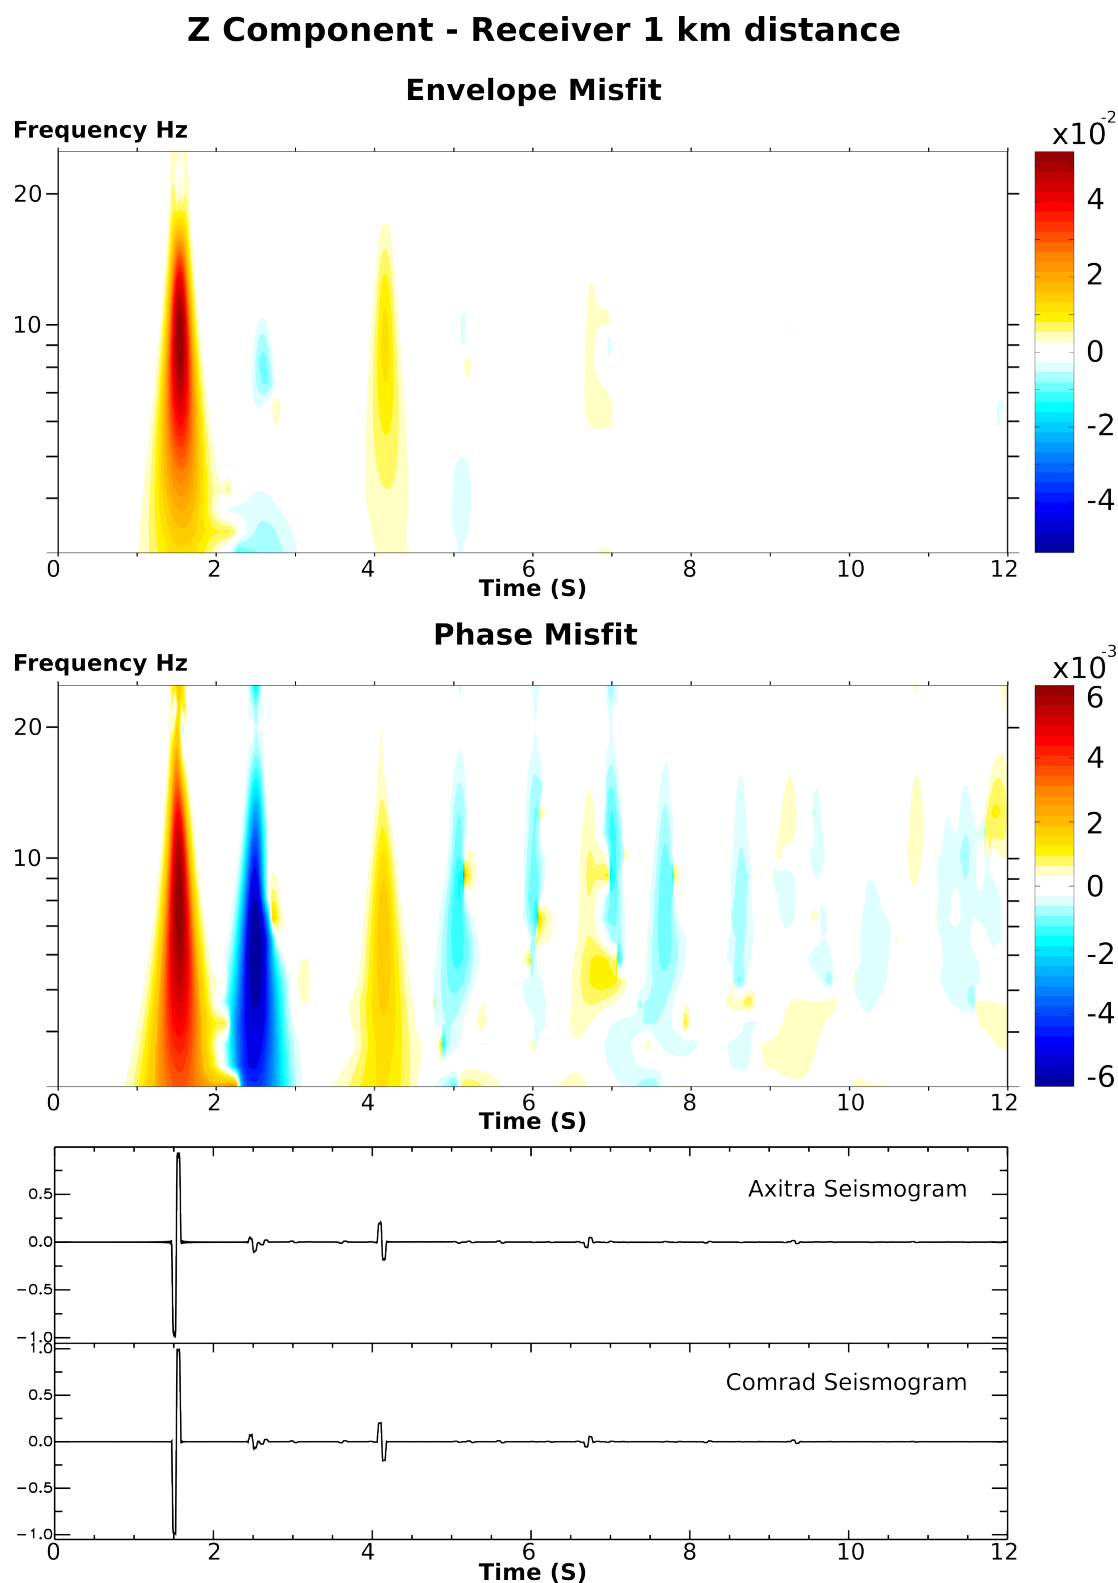 Z Component - Receiver 1 km distance
Envelope Misfit
Frequency Hz
x10-2
20
10
4
2
0
-2
-4
0 2 4 6 8 10 12
Time (S)
Phase Misfit
Frequency Hz
x10-3
20
10
6
4
2
0
-2
-4
-6
0 2 4 6 8 10 12
Time (S)
Axitra Seismogram
0.5
0.0
−0.5
−1.0
Comrad Seismogram
1.0
0.5
0.0
−0.5
−1.0
0 2 4 6 8 10 12
Time (S)